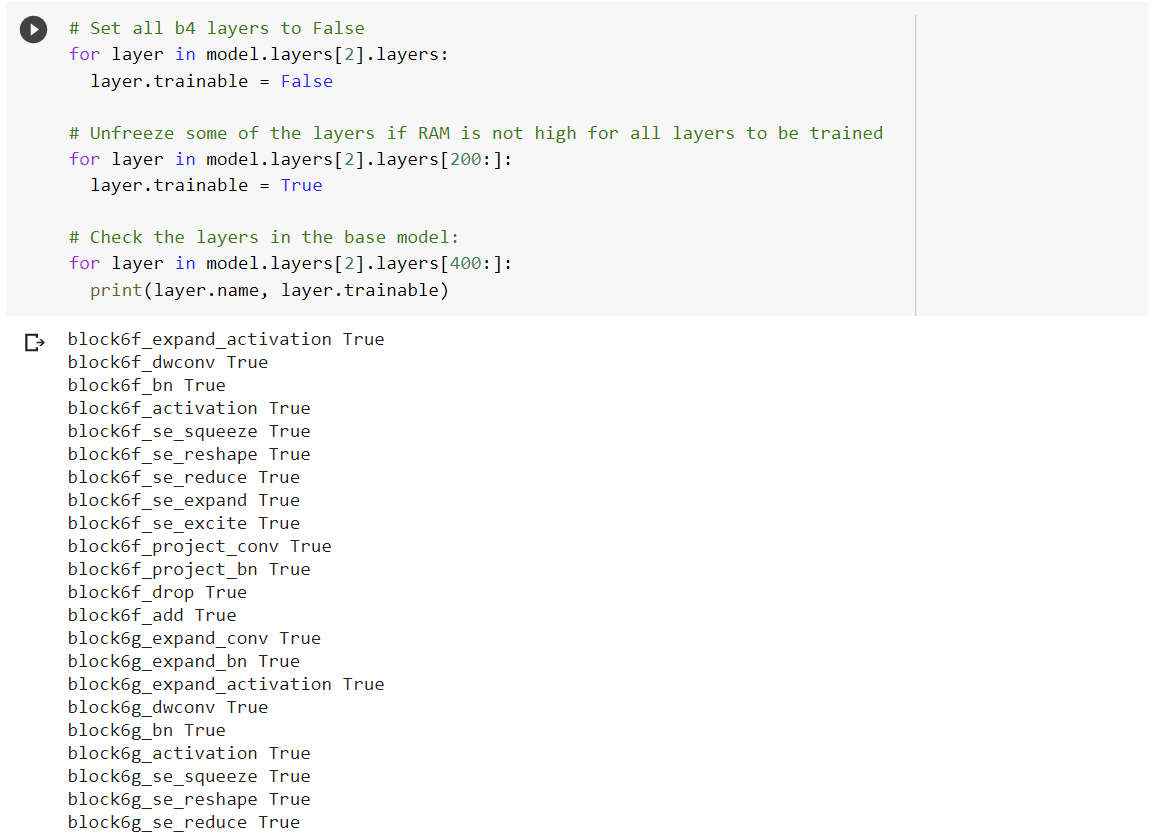 # Set all b4 layers to False
for layer in model.layers[2].layers:
  layer.trainable = False
# Unfreeze some of the layers if RAM is not high for all layers to be trained
for layer in model.layers[2].layers[200:]:
  layer.trainable = True
# Check the layers in the base model:
for layer in model.layers[2].layers[400:]:
  print(layer.name, layer.trainable)
block6f_expand_activation True
block6f_dwconv True
block6f_bn True
block6f_activation True
block6f_se_squeeze True
block6f_se_reshape True
block6f_se_reduce True
block6f_se_expand True
block6f_se_excite True
block6f_project_conv True
block6f_project_bn True
block6f_drop True
block6f_add True
block6g_expand_conv True
block6g_expand_bn True
block6g_expand_activation True
block6g_dwconv True
block6g_bn True
block6g_activation True
block6g_se_squeeze True
block6g_se_reshape True
block6g_se_reduce True